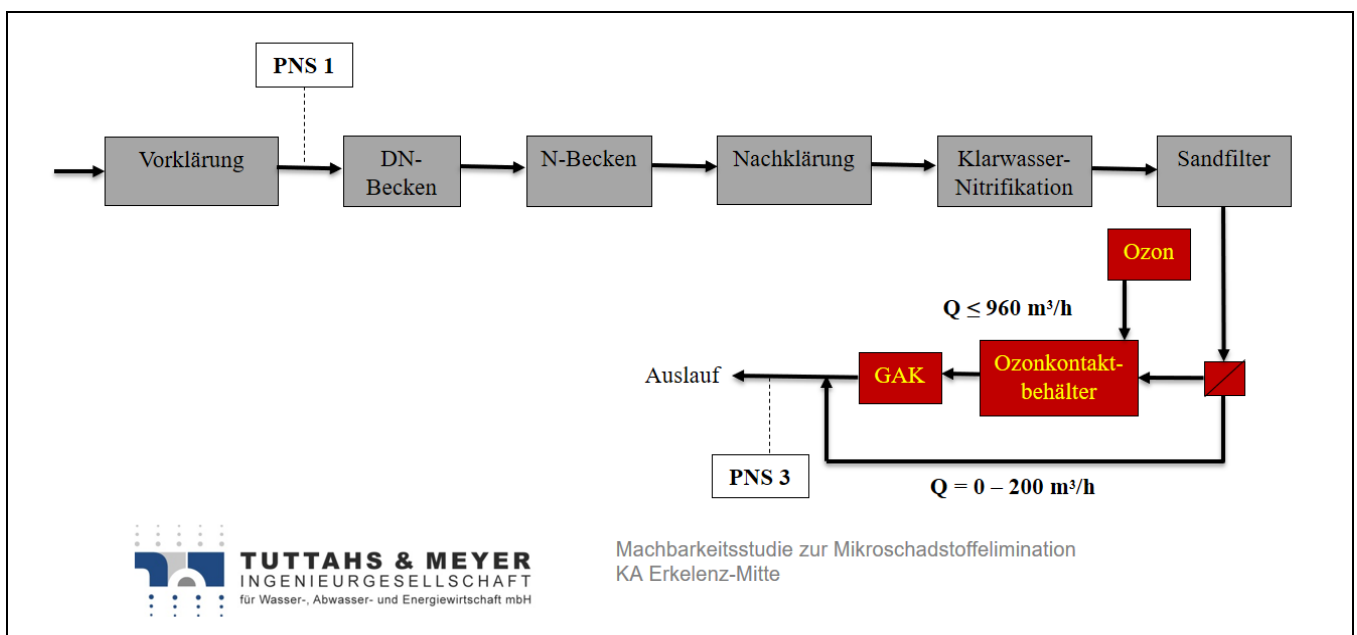 PNS 1
Vorklärung
DN-
Becken
N-Becken
Nachklärung
Klarwasser-
Nitrifikation
Sandfilter
Ozon
Q ≤ 960 m³/h
Auslauf
GAK
Ozonkontakt-
behälter
PNS 3
Q = 0 – 200 m³/h
TUTTAHS & MEYER
INGENIEURGESELLSCHAFT
für Wasser-, Abwasser- und Energiewirtschaft mbH
Machbarkeitsstudie zur Mikroschadstoffelimination
KA Erkelenz-Mitte